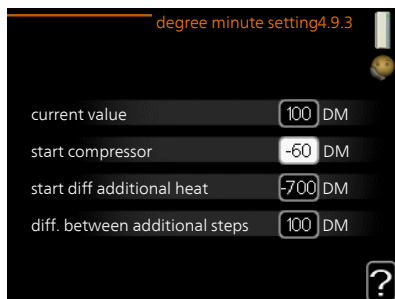 degree minute setting4.9.3
current value 100 DM
start compressor -60 DM
start diff additional heat -700 DM
diff. between additional steps 100 DM
?